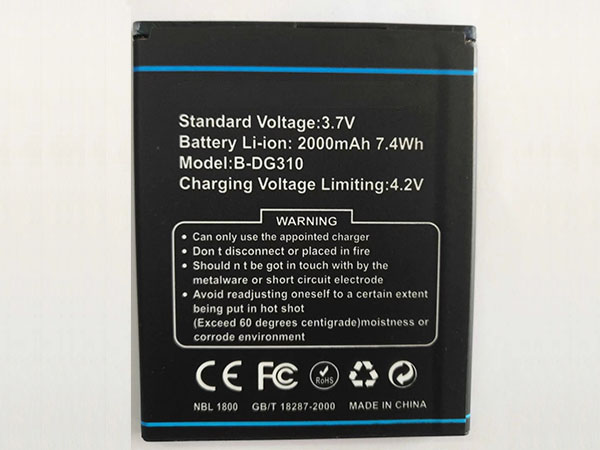 Standard Voltage:3.7V
Battery Li-ion: 2000mAh 7.4Wh
Model:B-DG310
Charging Voltage Limiting:4.2V
WARNING
• Can only use the appointed charger
• Don t disconnect or placed in fire
• Should n t be got in touch with by the
metalware or short circuit electrode
• Avoid readjusting oneself to a certain extent
being put in hot shot
(Exceed 60 degrees centigrade)moistness or
corrode environment
CE FC RoHS
NBL 1800 GB/T 18287-2000 MADE IN CHINA